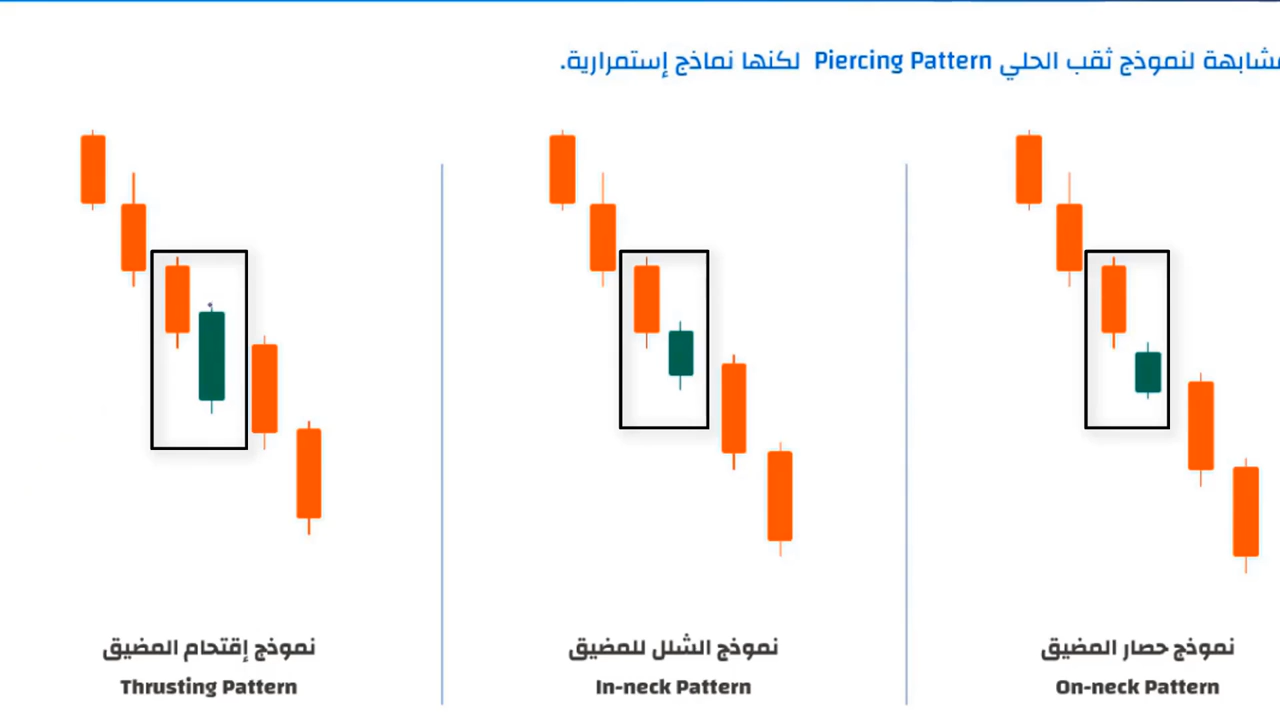 لنموذج ثقب الحلي Piercing Pattern لكنها نماذج إستمرارية.
نموذج حصار المضيق
On-neck Pattern
نموذج الشلل للمضيق
In-neck Pattern
نموذج إقتحام المضيق
Thrusting Pattern